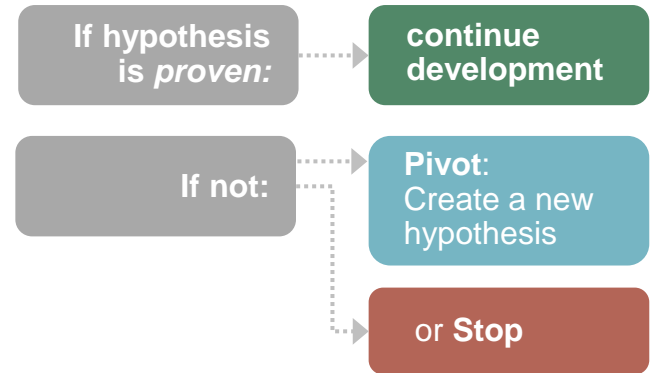 If hypothesis
is proven:
continue
development
If not:
Pivot:
Create a new
hypothesis
or Stop